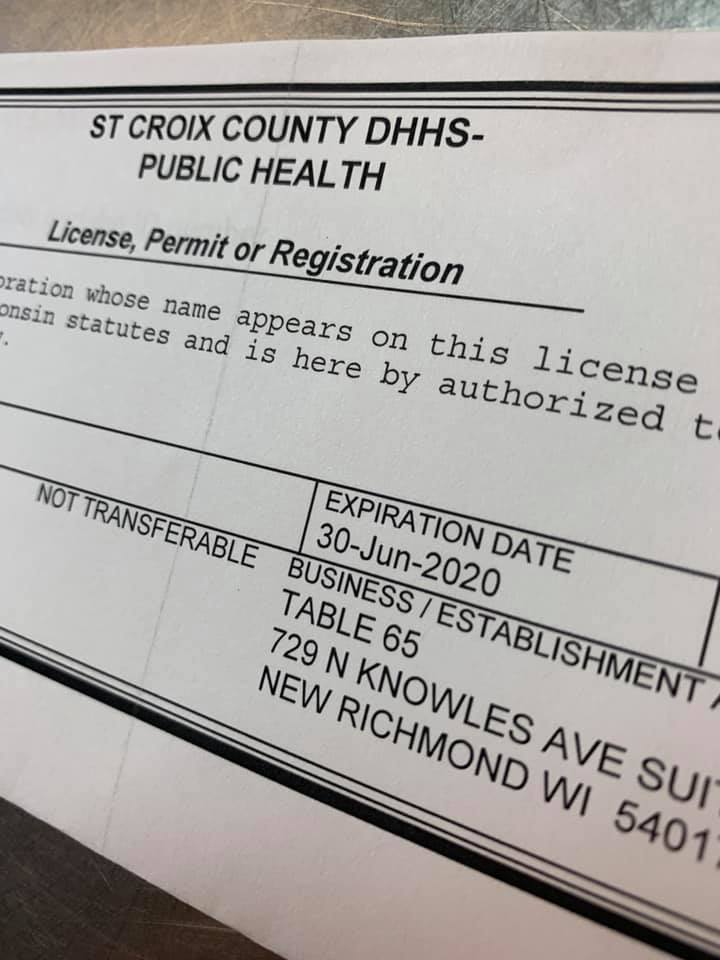 ST CROIX COUNTY DHHS-
PUBLIC HEALTH
License, Permit or Registration
whose name appears on this license
statutes and is here by authorized
EXPIRATION DATE
30-Jun-2020
NOT TRANSFERABLE
BUSINESS / ESTABLISHMENT
TABLE 65
729 N KNOWLES AVE
NEW RICHMOND WI